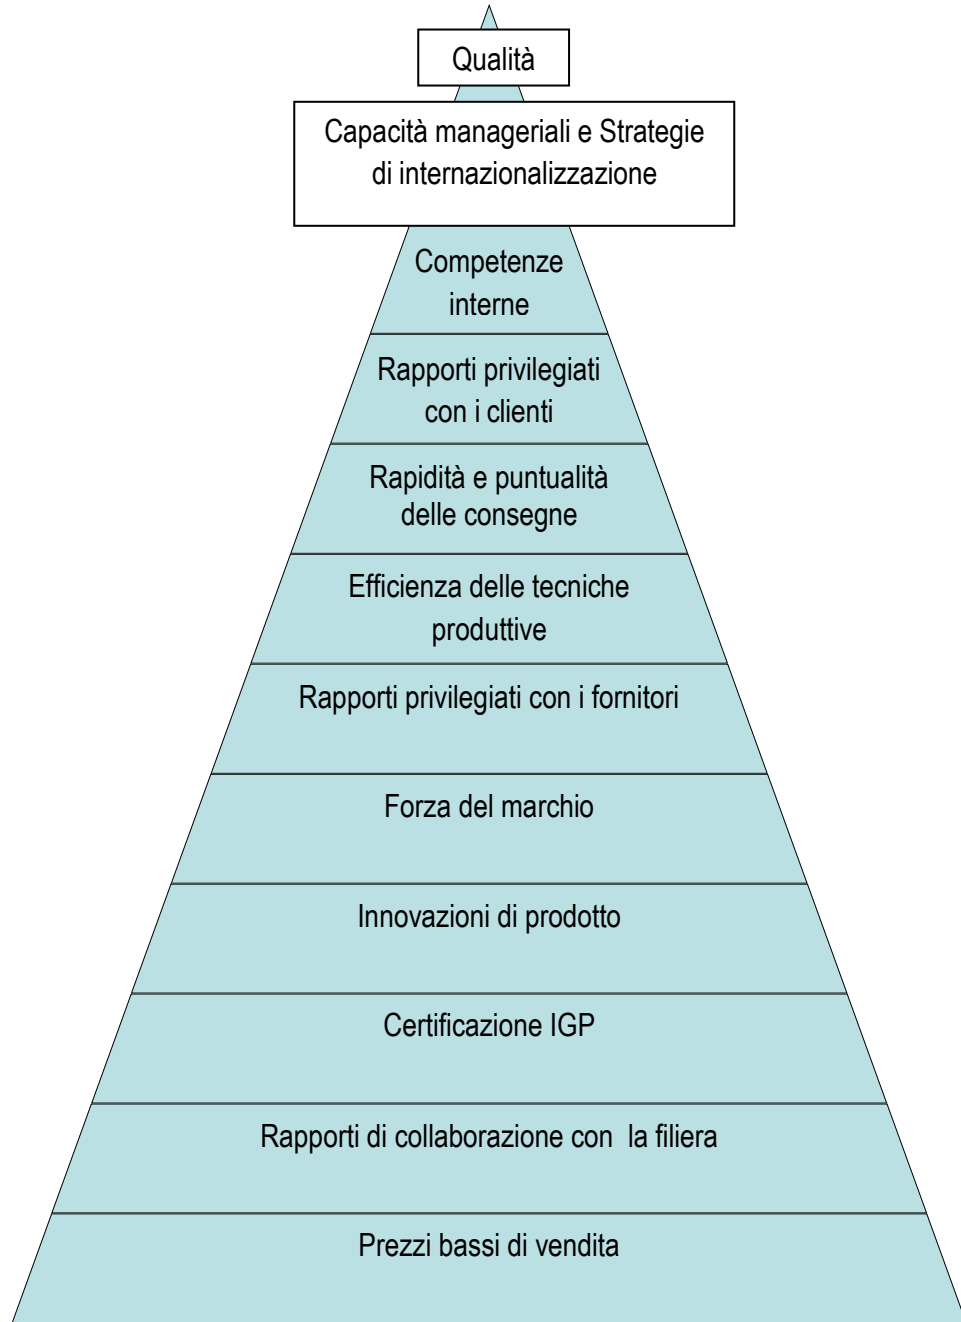 Qualità
Capacità manageriali e Strategie
di internazionalizzazione
Competenze
interne
Rapporti privilegiati
con i clienti
Rapidità e puntualità
delle consegne
Efficienza delle tecniche
produttive
Rapporti privilegiati con i fornitori
Forza del marchio
Innovazioni di prodotto
Certificazione IGP
Rapporti di collaborazione con la filiera
Prezzi bassi di vendita